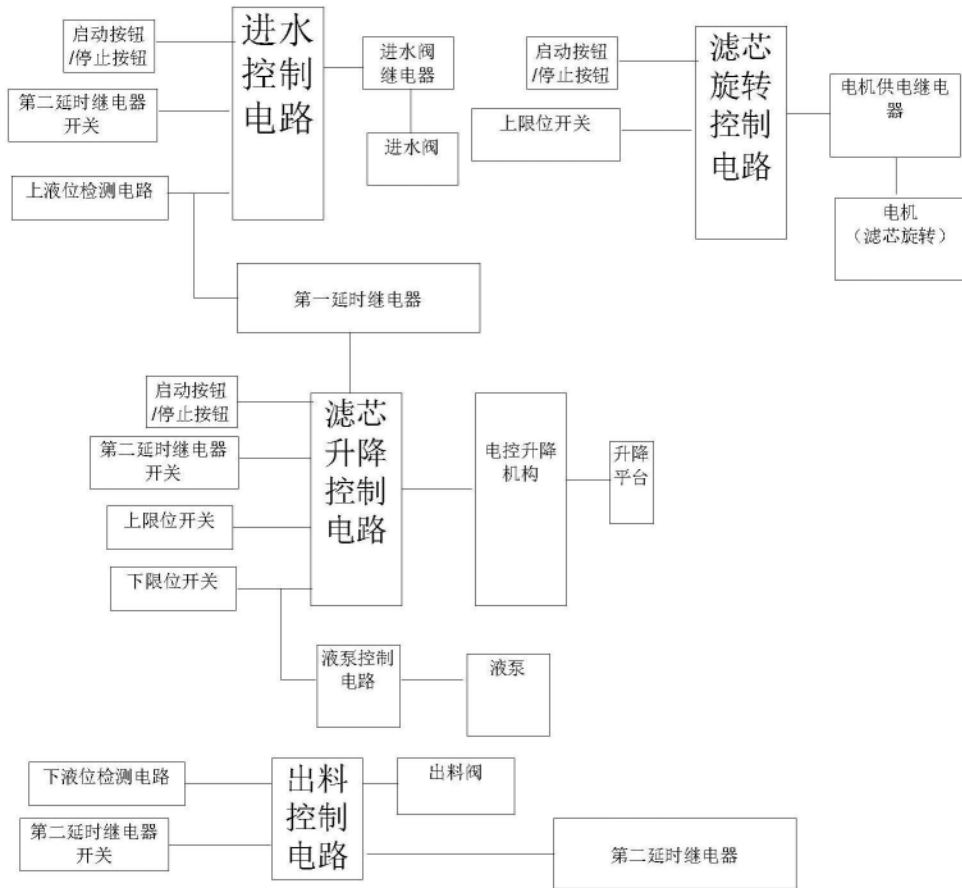 启动按钮
/停止按钮
第二延时继电器
开关
上液位检测电路
进水
控制
电路
进水阀
继电器
进水阀
启动按钮
/停止按钮
上限位开关
滤芯
旋转
控制
电路
电机供电继电
器
电机
（滤芯旋转）
第一延时继电器
启动按钮
/停止按钮
第二延时继电器
开关
上限位开关
下限位开关
滤芯
升降
控制
电路
电控升降
机构
升降
平台
液泵控制
电路
液泵
下液位检测电路
第二延时继电器
开关
出料
控制
电路
出料阀
第二延时继电器